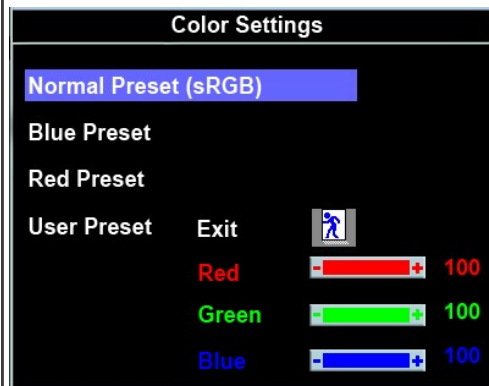 Color Settings
Normal Preset (sRGB)
Blue Preset
Red Preset
User Preset Exit
Red - + 100
Green - + 100
Blue - + 100